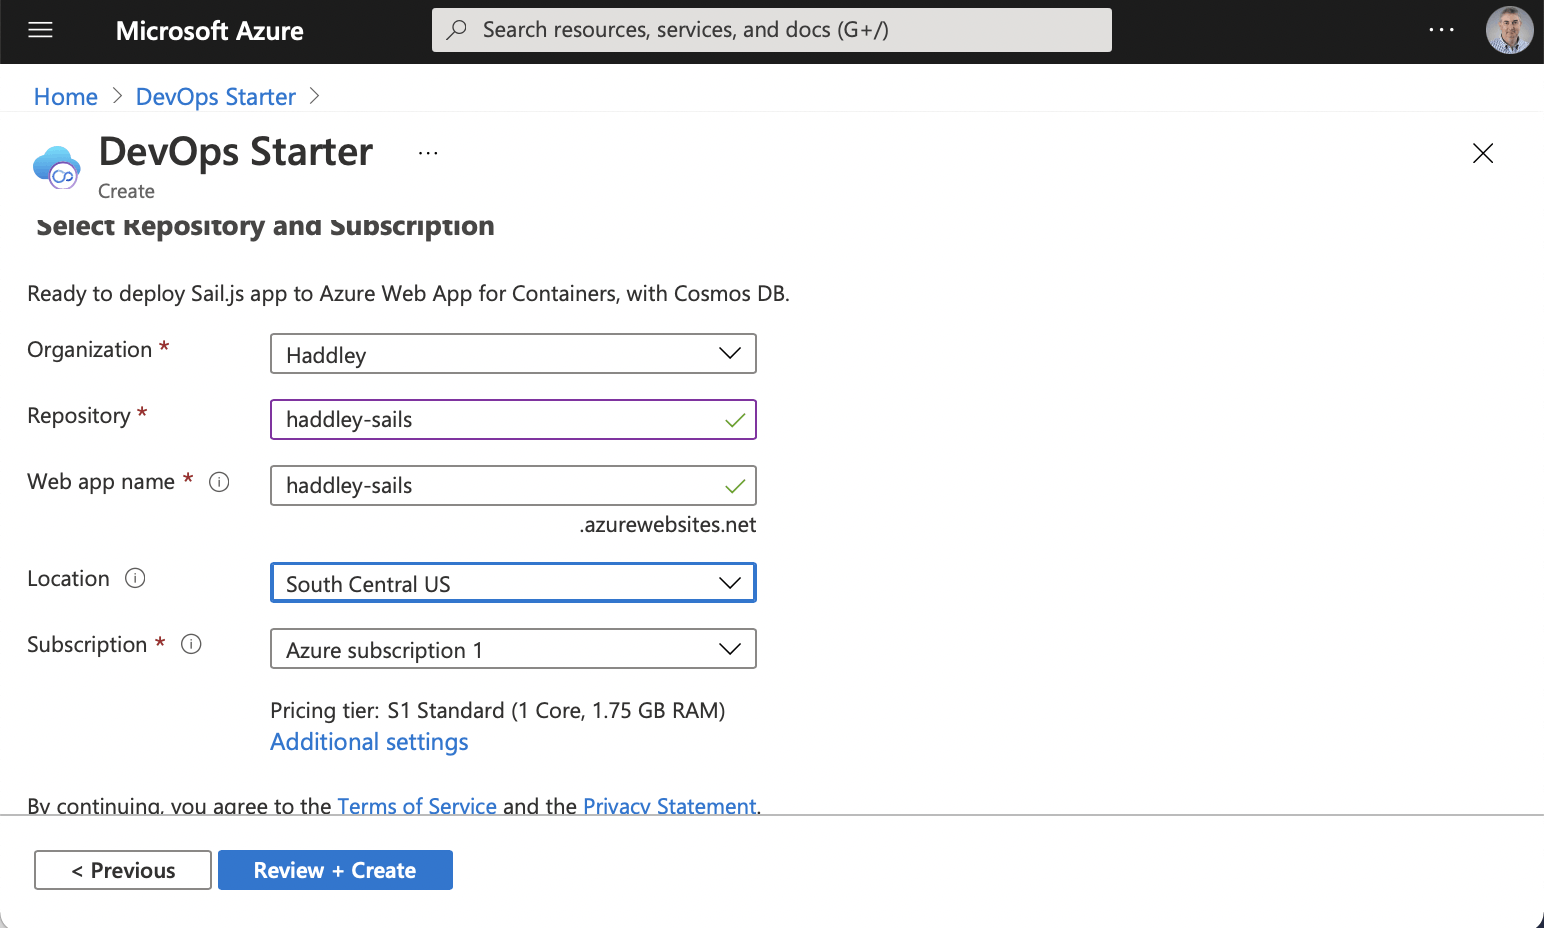 Microsoft Azure
Search resources, services, and docs (G+/)
Home > DevOps Starter >
DevOps Starter ...
Create
Select Repository and Subscription
Ready to deploy Sail.js app to Azure Web App for Containers, with Cosmos DB.
Organization *
Haddley
Repository *
haddley-sails
Web app name *
haddley-sails
.azurewebsites.net
Location
South Central US
Subscription *
Azure subscription 1
Pricing tier: S1 Standard (1 Core, 1.75 GB RAM)
Additional settings
By continuing, you agree to the Terms of Service and the Privacy Statement.
< Previous
Review + Create